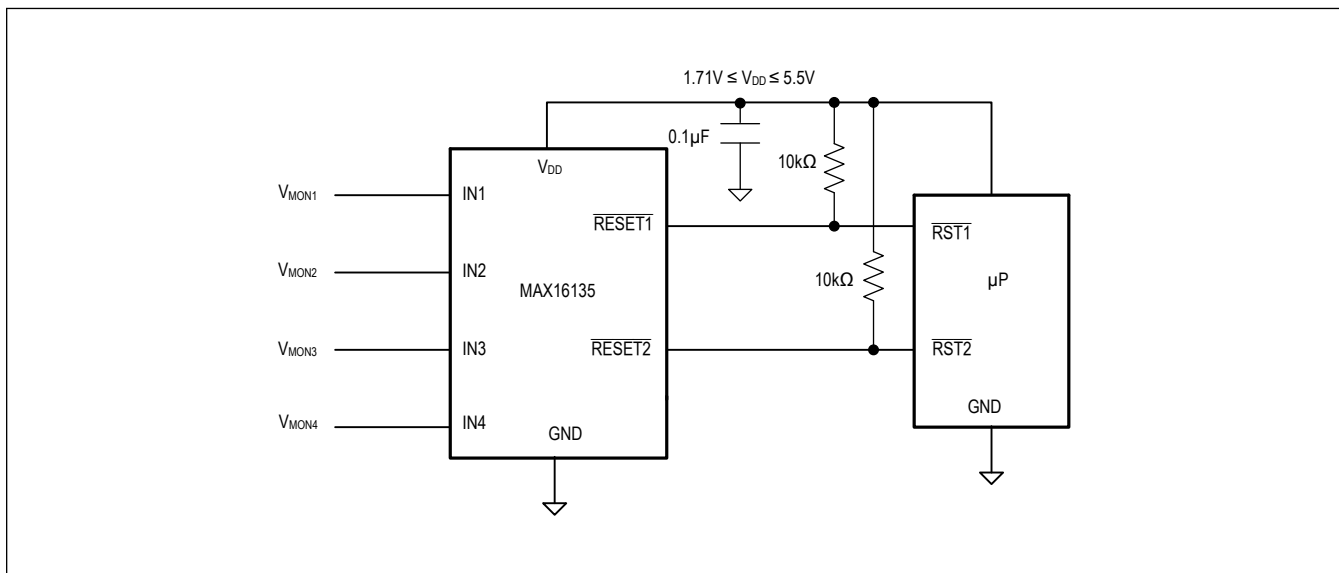 1.71V ≤ VDD ≤ 5.5V
0.1µF
10kΩ
VDD
VMON1
IN1
RESET1
RST1
VMON2
IN2
MAX16135
10kΩ
µP
VMON3
IN3
RESET2
RST2
VMON4
IN4
GND
GND